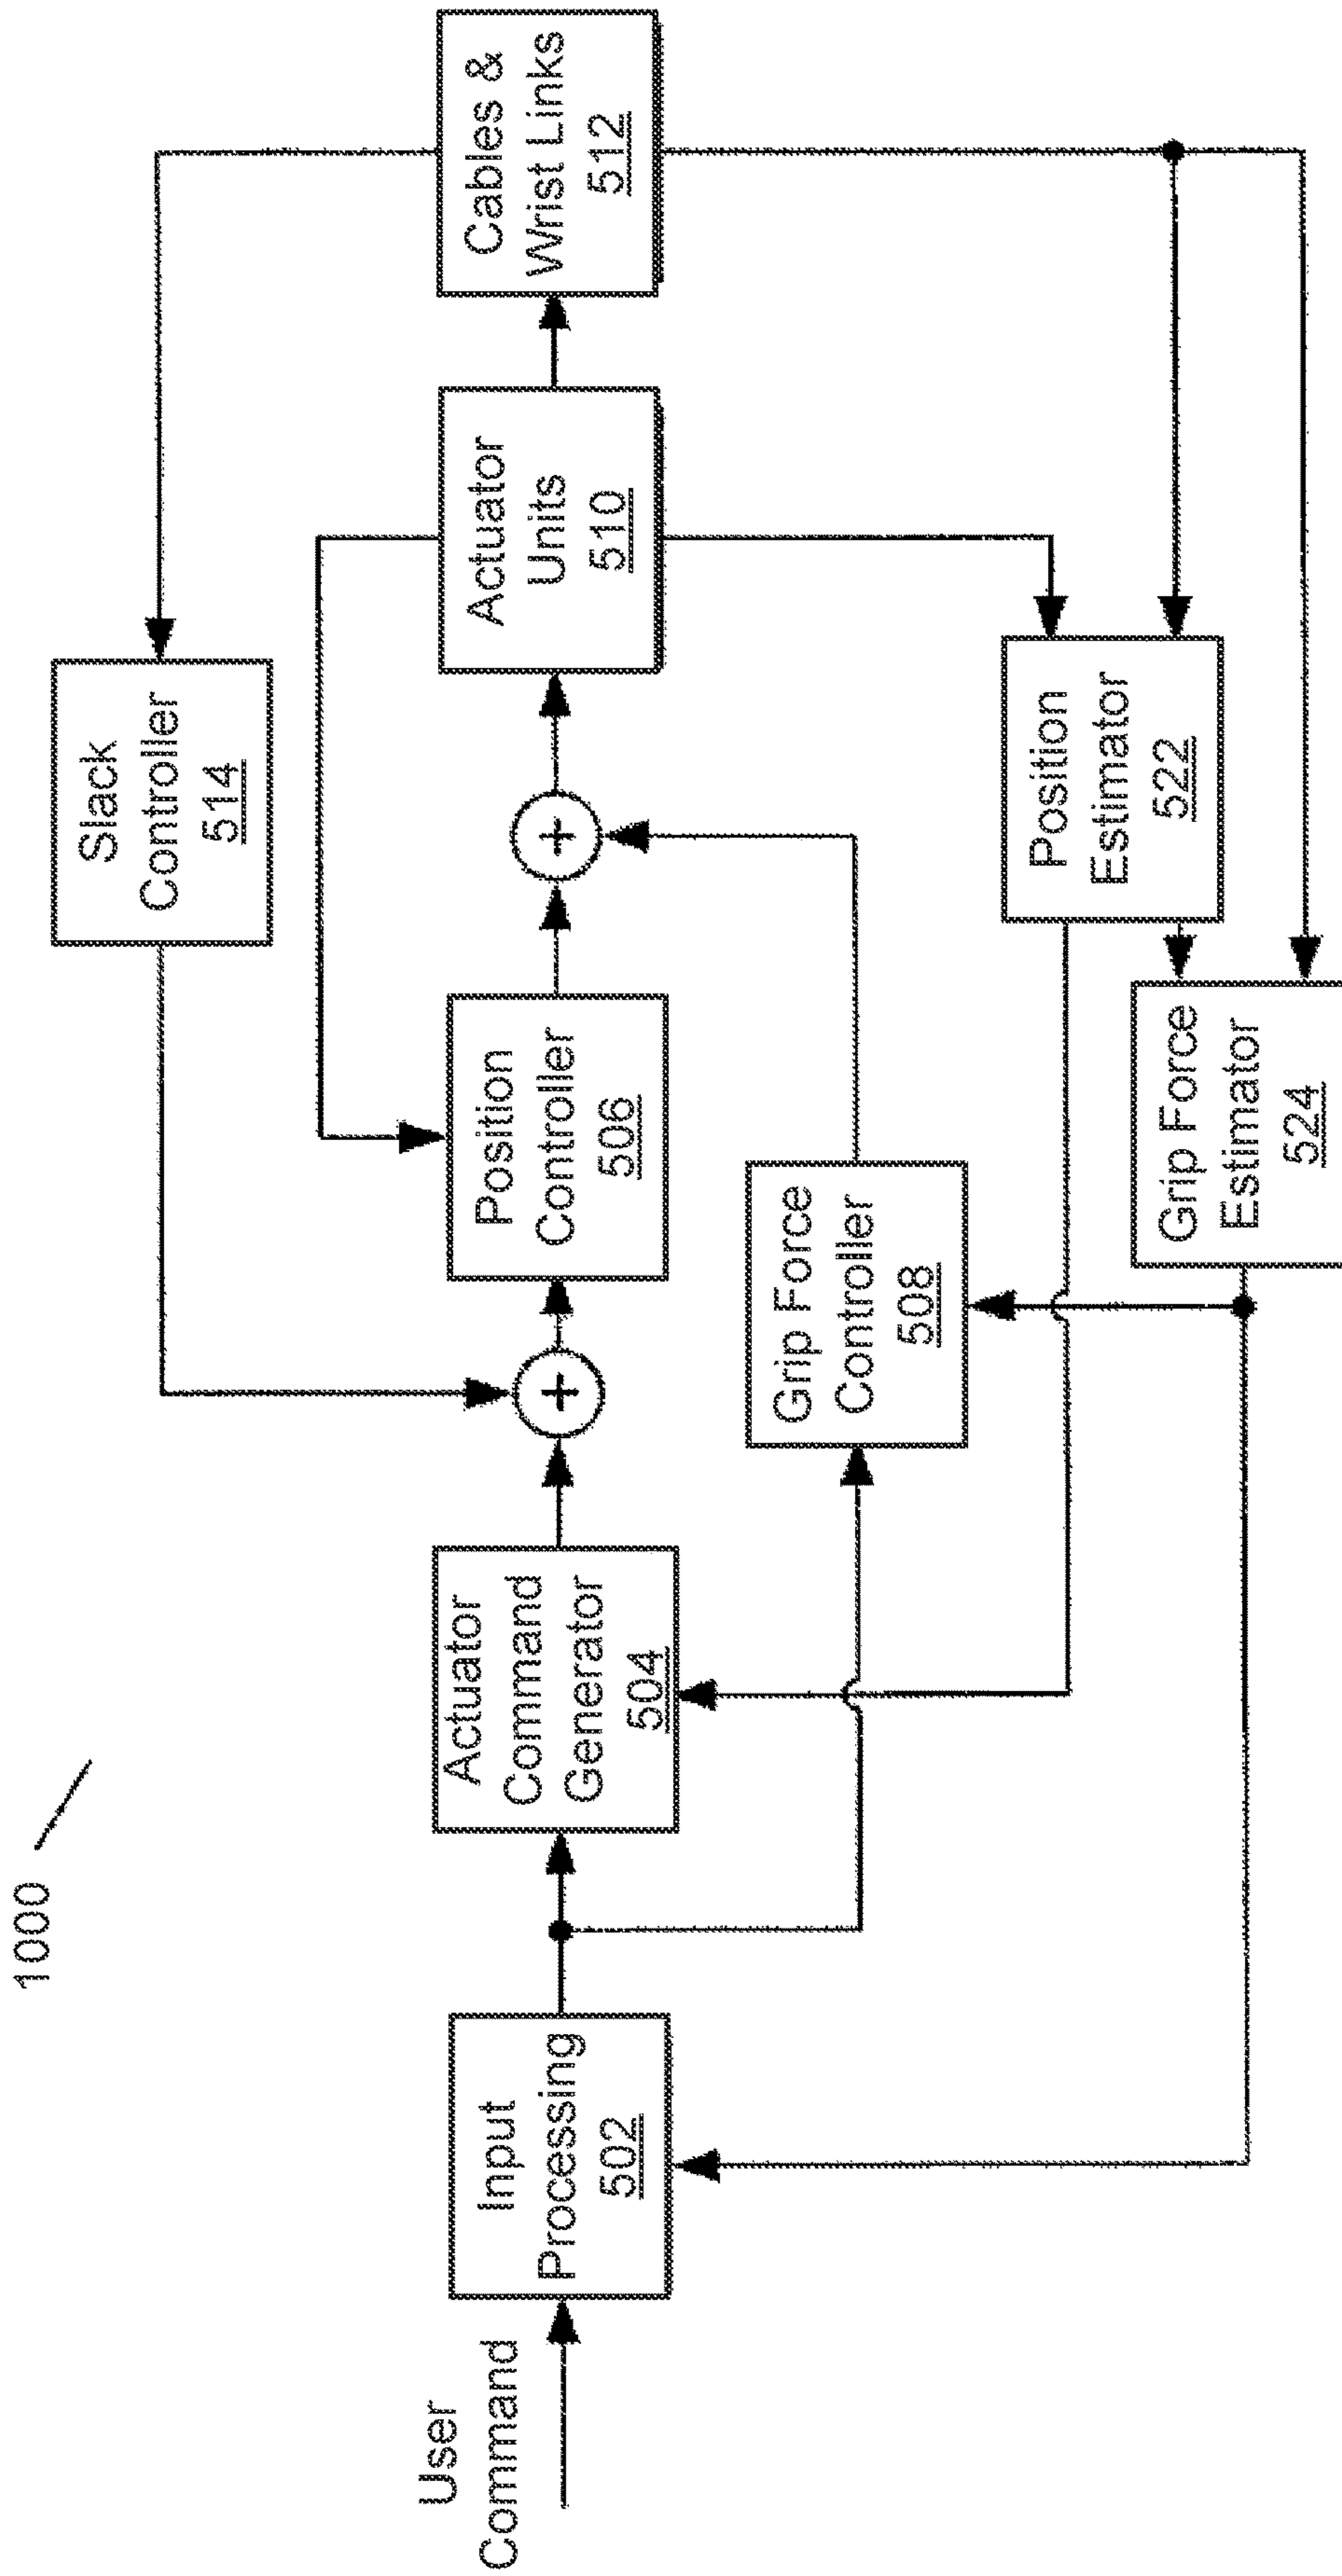 1000
User
Command
Input
Processing
502
Actuator
Command
Generator
504
+
Position
Controller
506
+
Actuator
Units
510
Cables &
Wrist Links
512
Slack
Controller
514
Grip Force
Controller
508
Position
Estimator
522
Grip Force
Estimator
524